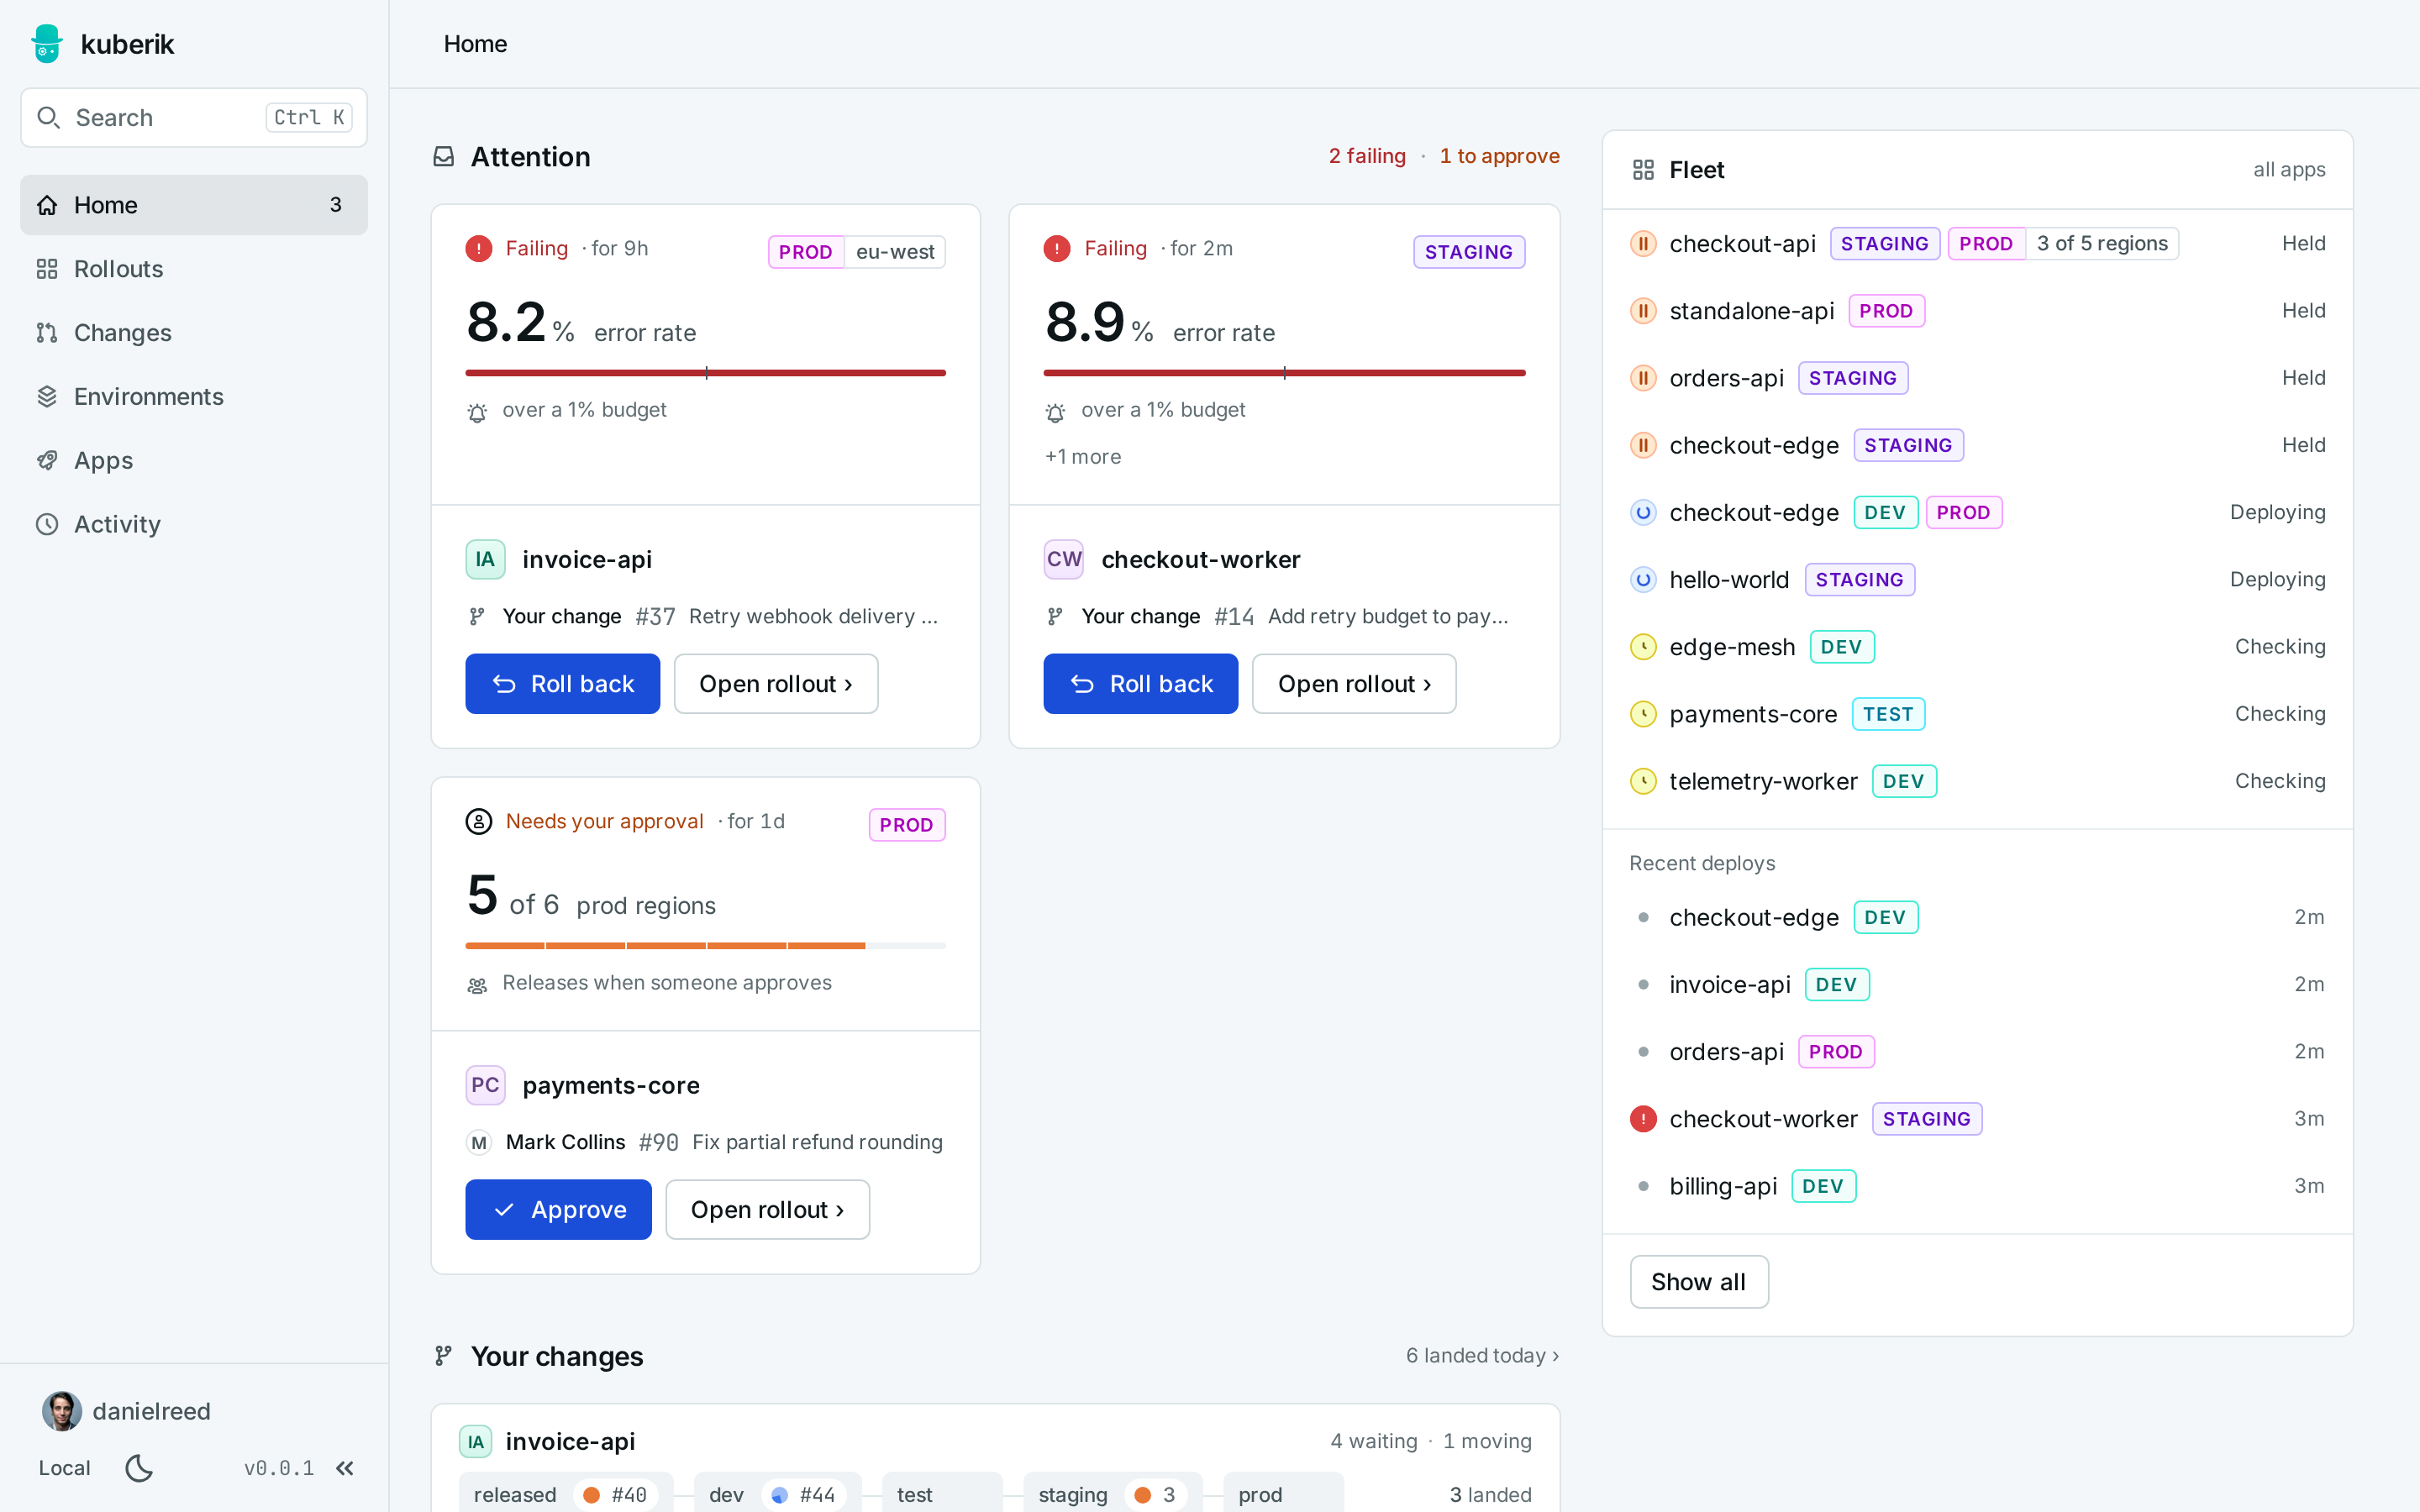 kuberik
Search Ctrl K
Home 3
Rollouts
Changes
Environments
Apps
Activity
danielreed
Local v0.0.1
Home
Attention 2 failing · 1 to approve
Failing · for 9h PROD eu-west
8.2 % error rate
over a 1% budget
IA invoice-api
Your change #37 Retry webhook delivery ...
Roll back Open rollout ›
Failing · for 2m STAGING
8.9 % error rate
over a 1% budget
+1 more
CW checkout-worker
Your change #14 Add retry budget to pay...
Roll back Open rollout ›
Needs your approval · for 1d PROD
5 of 6 prod regions
Releases when someone approves
PC payments-core
M Mark Collins #90 Fix partial refund rounding
Approve Open rollout ›
Your changes 6 landed today ›
IA invoice-api 4 waiting · 1 moving
released #40 dev #44 test staging 3 prod 3 landed
Fleet all apps
checkout-api STAGING PROD 3 of 5 regions Held
standalone-api PROD Held
orders-api STAGING Held
checkout-edge STAGING Held
checkout-edge DEV PROD Deploying
hello-world STAGING Deploying
edge-mesh DEV Checking
payments-core TEST Checking
telemetry-worker DEV Checking
Recent deploys
checkout-edge DEV 2m
invoice-api DEV 2m
orders-api PROD 2m
checkout-worker STAGING 3m
billing-api DEV 3m
Show all